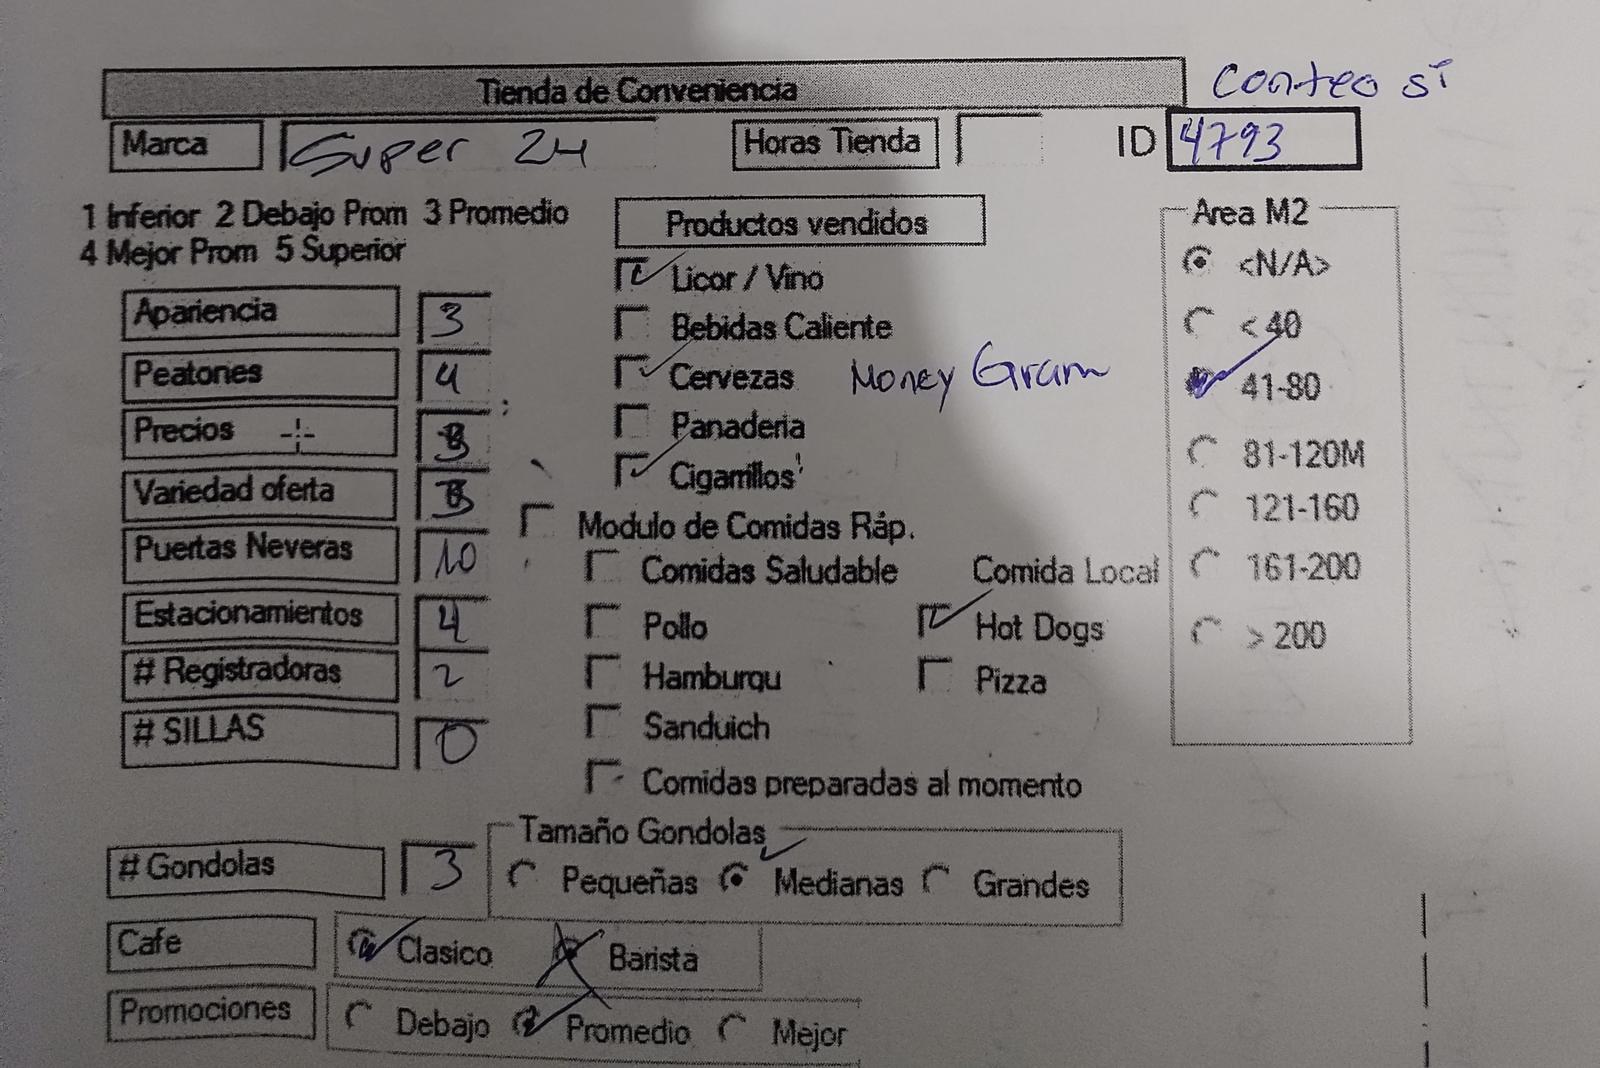 Tienda de Conveniencia Conteo sí
Marca Super 24 Horas Tienda ID 4793
1 Inferior 2 Debajo Prom 3 Promedio
4 Mejor Prom 5 Superior
Productos vendidos
Area M2
Licor / Vino
<N/A>
Apariencia 3
Bebidas Caliente
< 40
Peatones 4
Cervezas Money Gram
41-80
Precios 3
Panaderia
81-120M
Variedad oferta 3
Cigarrillos
121-160
Puertas Neveras 10
Modulo de Comidas Ráp.
Comidas Saludable Comida Local
161-200
Estacionamientos 4
Pollo Hot Dogs
> 200
# Registradoras 2
Hamburqu Pizza
# SILLAS 0
Sanduich
Comidas preparadas al momento
Tamaño Gondolas
# Gondolas 3 Pequeñas Medianas Grandes
Cafe Clasico Barista
Promociones Debajo Promedio Mejor